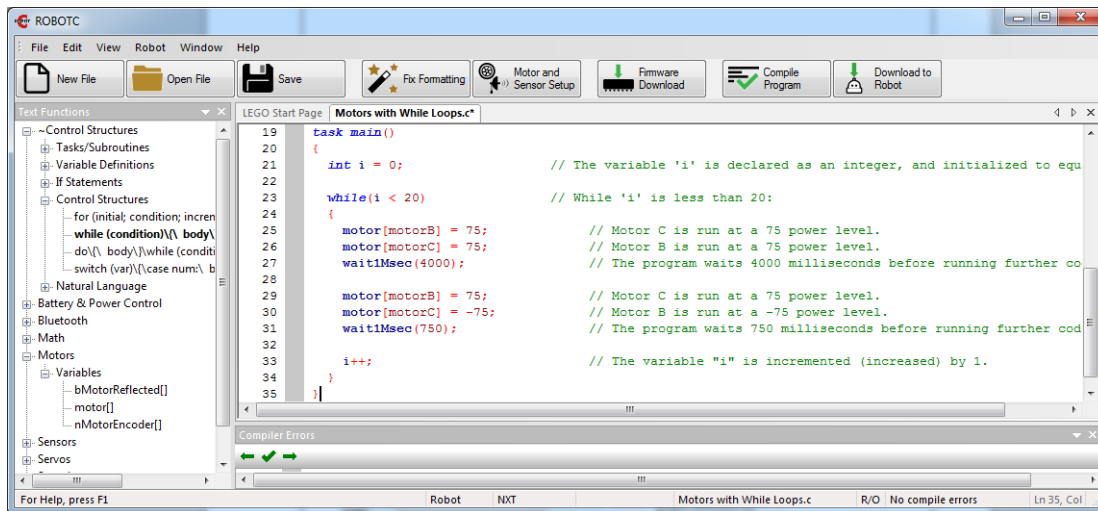 ROBOTC
File Edit View Robot Window Help
New File Open File Save Fix Formatting Motor and Sensor Setup Firmware Download Compile Program Download to Robot
Text Functions
~Control Structures
Tasks/Subroutines
Variable Definitions
If Statements
Control Structures
for (initial; condition; incren
while (condition)\{\ body\
do\{\ body\}\while (conditi
switch (var)\{\case num:\ b
Natural Language
Battery & Power Control
Bluetooth
Math
Motors
Variables
bMotorReflected[]
motor[]
nMotorEncoder[]
Sensors
Servos
LEGO Start Page Motors with While Loops.c*
19 task main()
20 {
21 int i = 0; // The variable 'i' is declared as an integer, and initialized to equ
22
23 while(i < 20) // While 'i' is less than 20:
24 {
25 motor[motorB] = 75; // Motor C is run at a 75 power level.
26 motor[motorC] = 75; // Motor B is run at a 75 power level.
27 wait1Msec(4000); // The program waits 4000 milliseconds before running further co
28
29 motor[motorB] = 75; // Motor C is run at a 75 power level.
30 motor[motorC] = -75; // Motor B is run at a -75 power level.
31 wait1Msec(750); // The program waits 750 milliseconds before running further cod
32
33 i++; // The variable "i" is incremented (increased) by 1.
34 }
35 }
Compiler Errors
For Help, press F1 Robot NXT Motors with While Loops.c R/O No compile errors Ln 35, Col